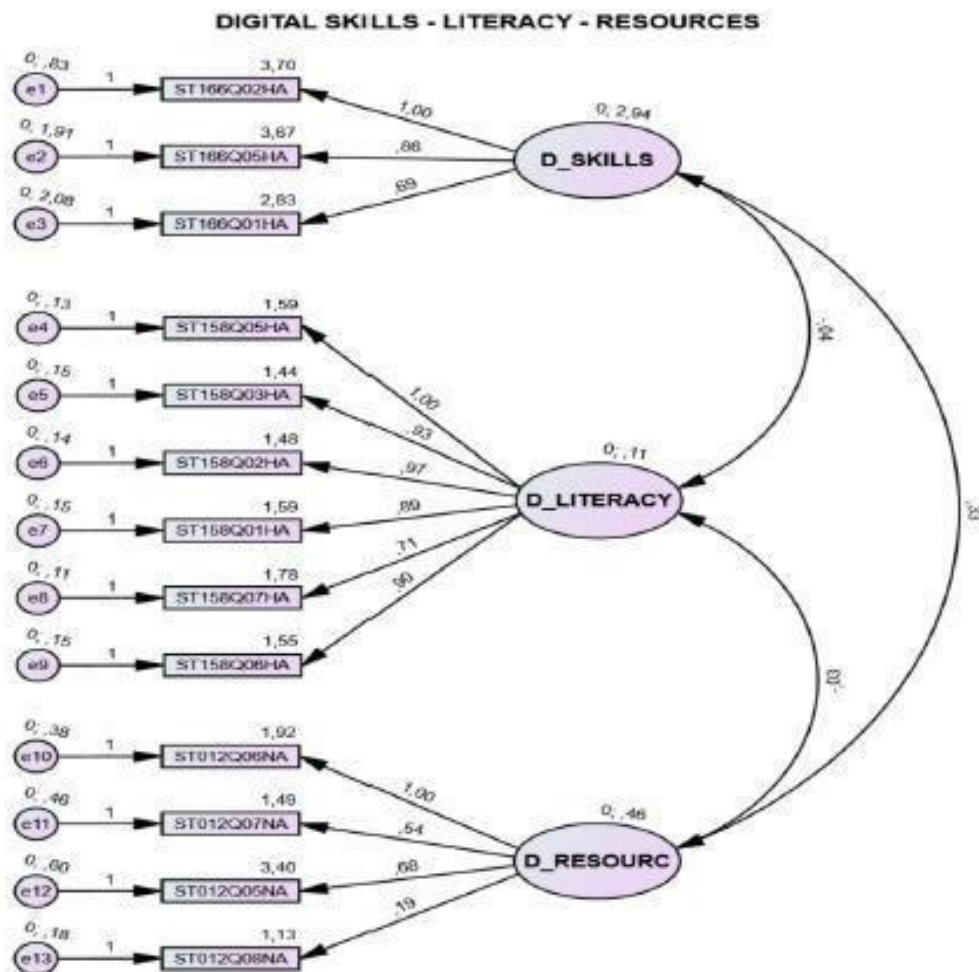 DIGITAL SKILLS - LITERACY - RESOURCES
0; ,83
e1
1
3,70
ST166Q02HA
1,00
0; 2,94
D_SKILLS
0; 1,91
e2
1
3,67
ST166Q05HA
,86
0; 2,08
e3
1
2,83
ST166Q01HA
,69
0; ,13
e4
1
1,59
ST158Q05HA
1,00
0; ,15
e5
1
1,44
ST158Q03HA
,93
0; ,14
e6
1
1,48
ST158Q02HA
,97
0; ,11
D_LITERACY
0; ,15
e7
1
1,59
ST158Q01HA
,89
0; ,11
e8
1
1,78
ST158Q07HA
,71
0; ,15
e9
1
1,55
ST158Q06HA
,90
-,04
-,03
0; ,38
e10
1
1,92
ST012Q06NA
1,00
0; ,46
D_RESOURC
0; ,46
e11
1
1,49
ST012Q07NA
,54
0; ,60
e12
1
3,40
ST012Q05NA
,68
0; ,18
e13
1
1,13
ST012Q08NA
,19